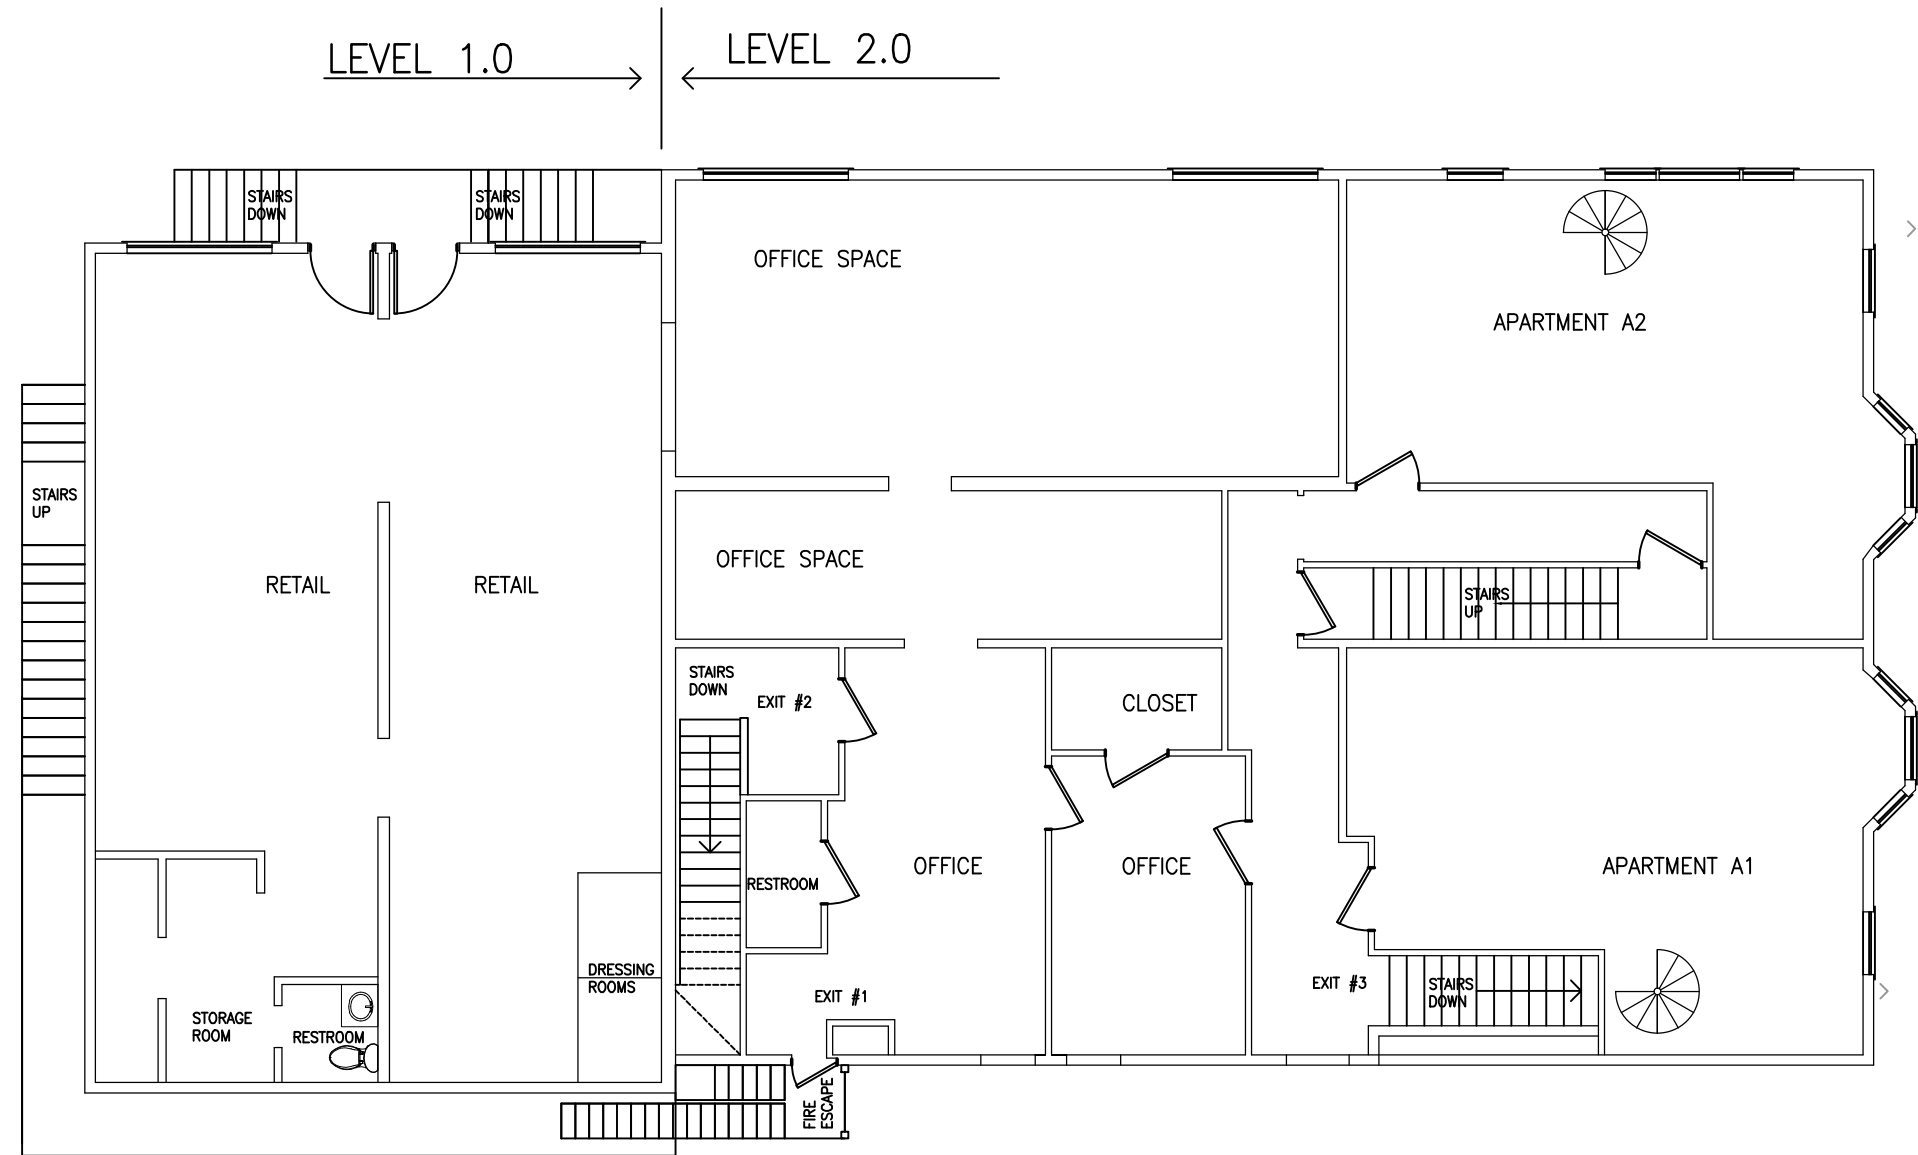 LEVEL 1.0
LEVEL 2.0
STAIRS
DOWN
STAIRS
DOWN
OFFICE SPACE
APARTMENT A2
STAIRS
UP
OFFICE SPACE
RETAIL
RETAIL
STAIRS
UP
STAIRS
DOWN
EXIT #2
CLOSET
OFFICE
OFFICE
APARTMENT A1
RESTROOM
DRESSING
ROOMS
EXIT #1
EXIT #3
STAIRS
DOWN
STORAGE
ROOM
RESTROOM
FIRE
ESCAPE